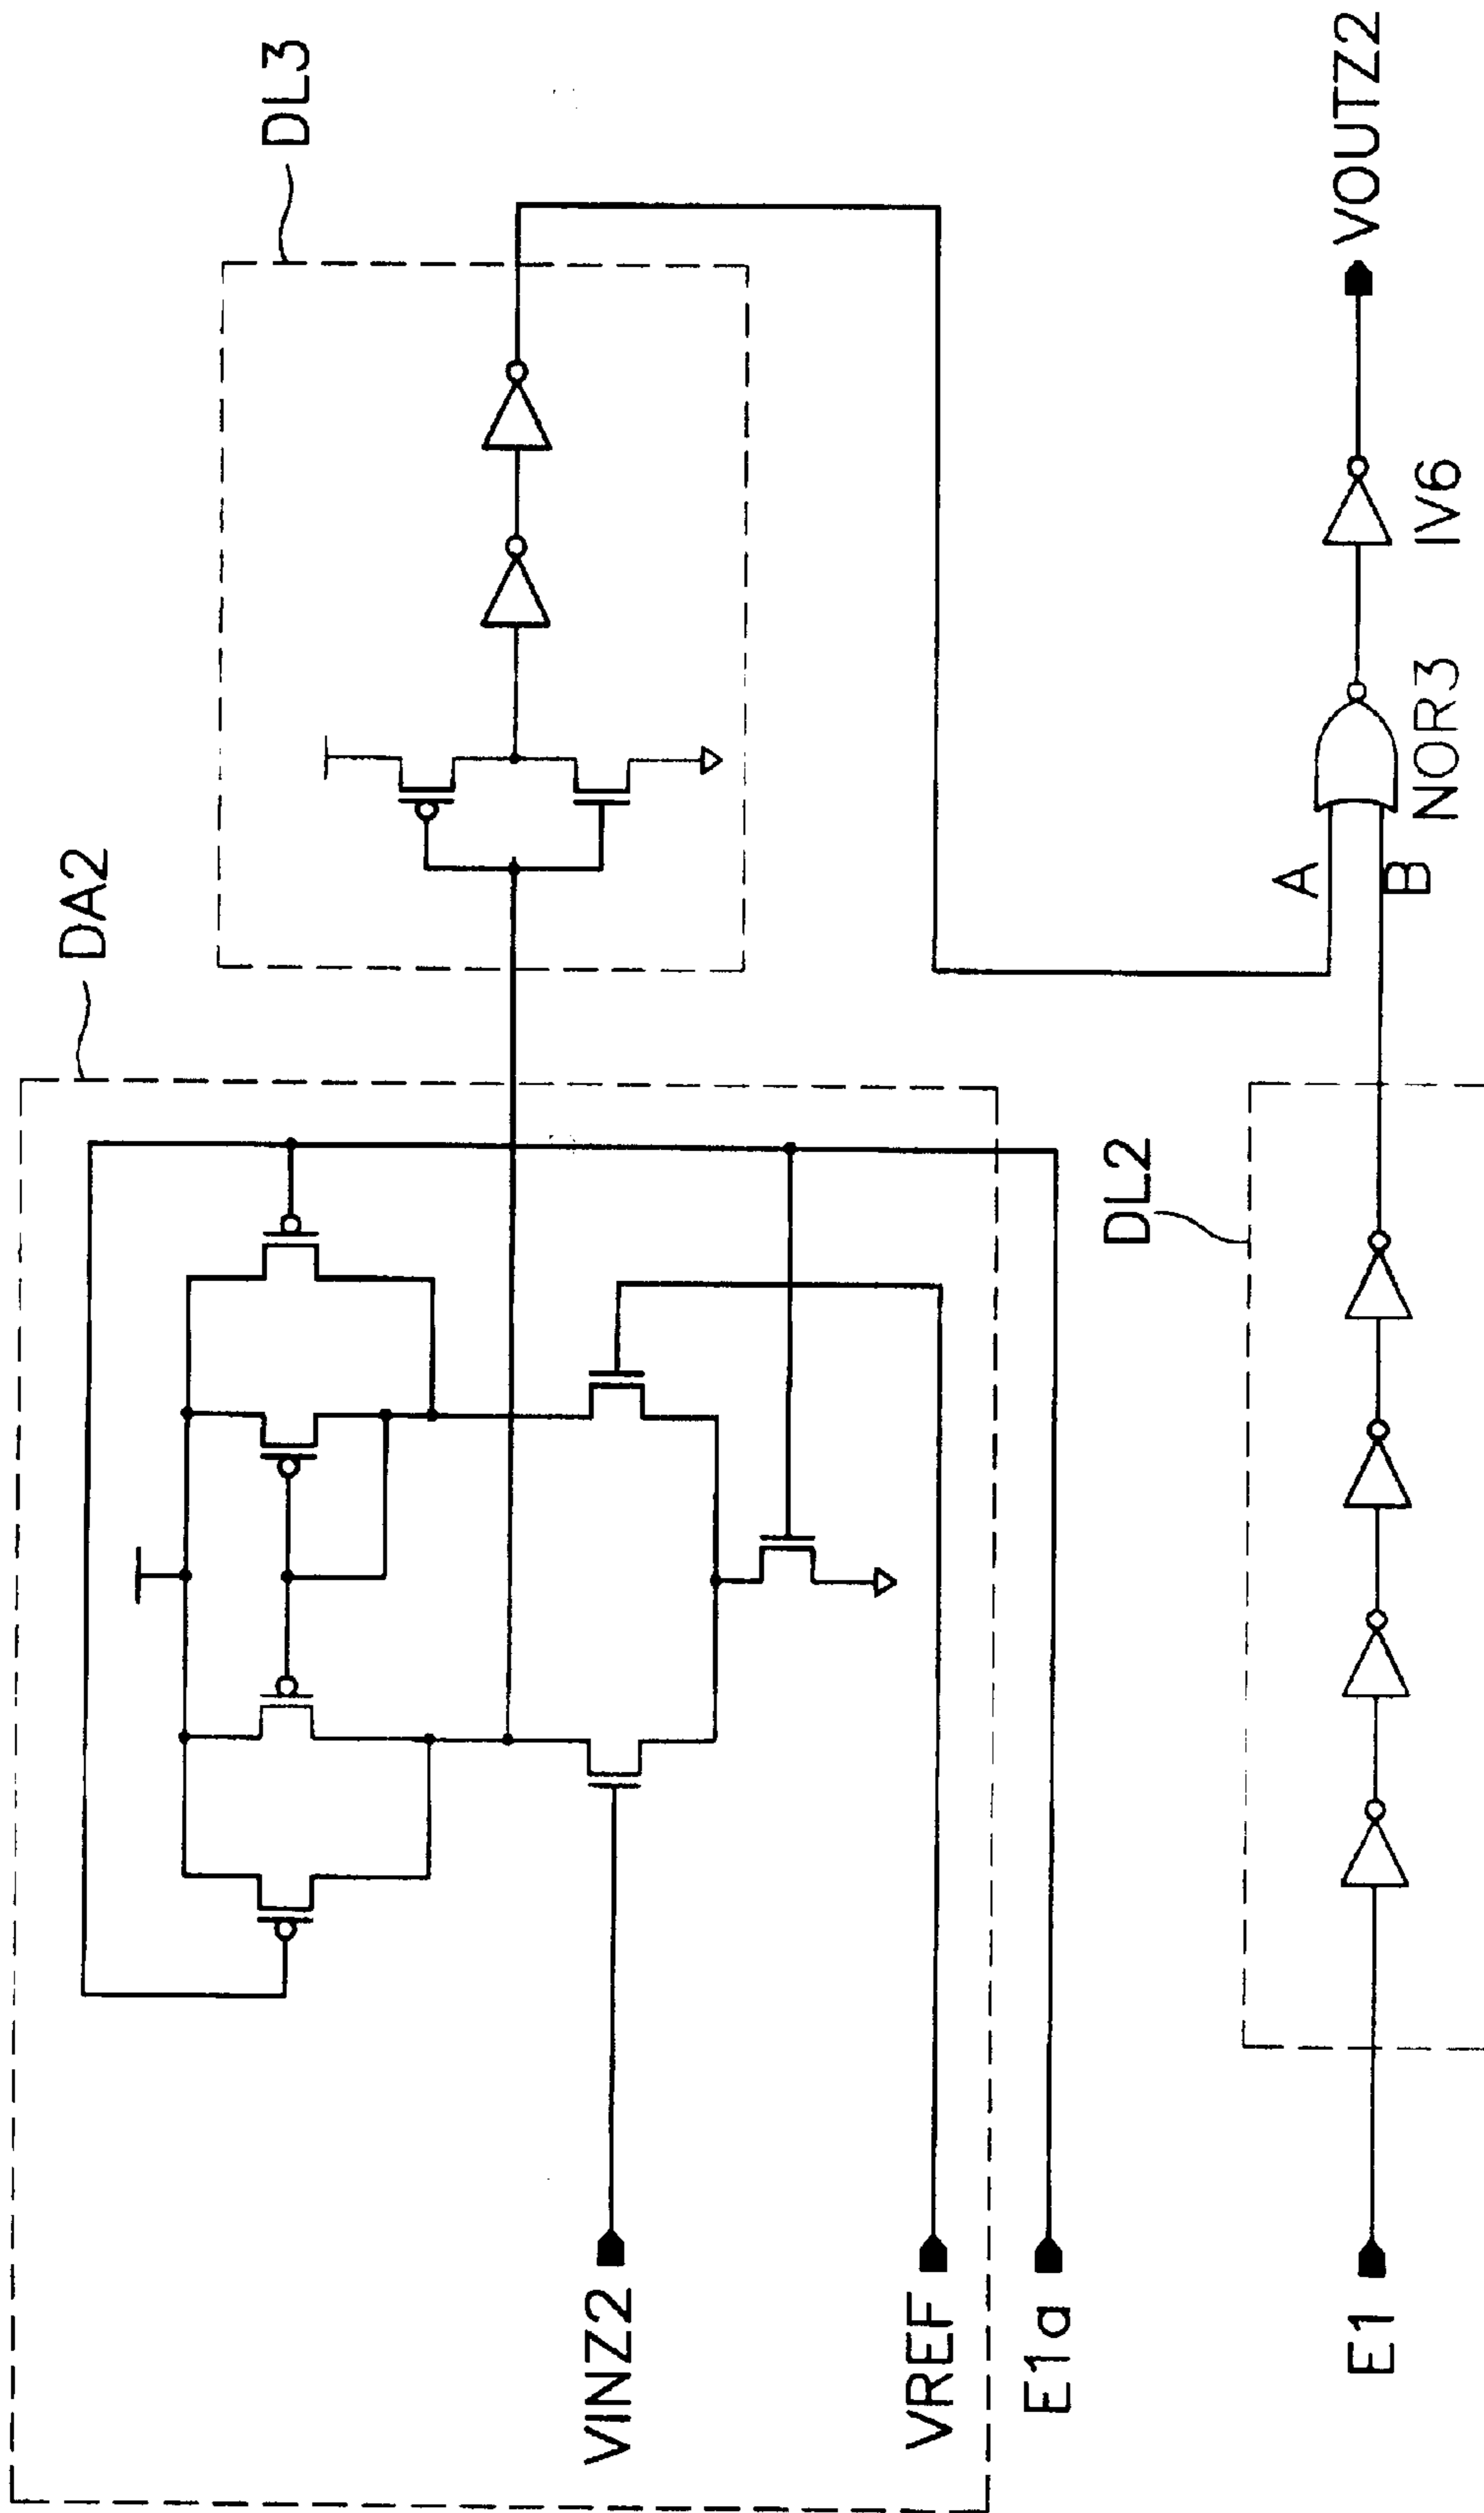 DA2
DL3
VINZ2
VREF
E1a
DL2
E1
A
B
NOR3
IV6
VOUTZ2